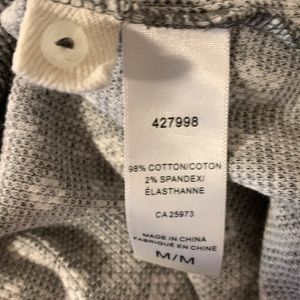 427998
98% COTTON/COTON
2% SPANDEX/
ÉLASTHANNE
CA 25973
MADE IN CHINA
FABRIQUÉ EN CHINE
M/M